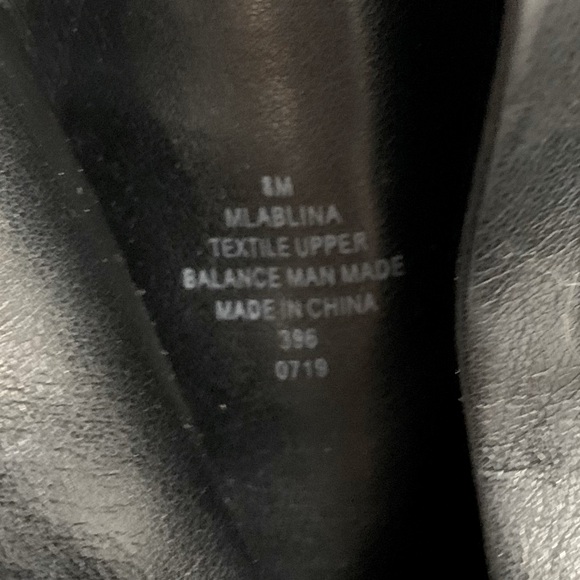 8M
MLABLINA
TEXTILE UPPER
BALANCE MAN MADE
MADE IN CHINA
396
0719